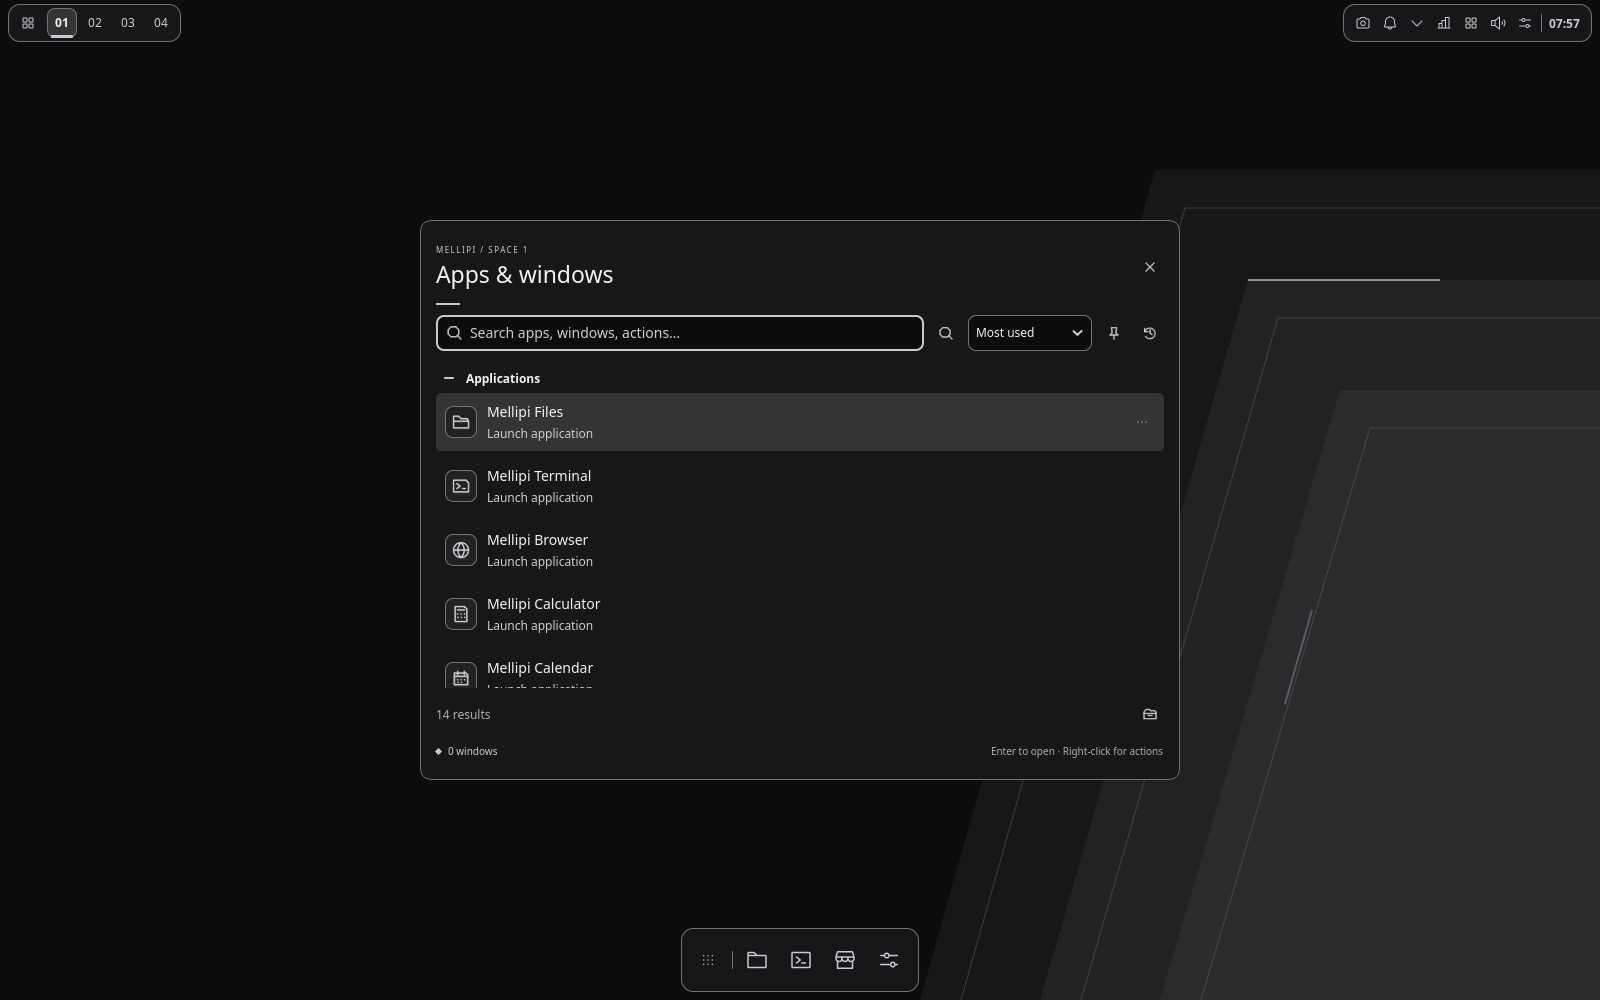 01 02 03 04
07:57
MELLIPI / SPACE 1
Apps & windows
Search apps, windows, actions...
Most used
Applications
Mellipi Files
Launch application
Mellipi Terminal
Launch application
Mellipi Browser
Launch application
Mellipi Calculator
Launch application
Mellipi Calendar
Launch application
14 results
0 windows
Enter to open · Right-click for actions